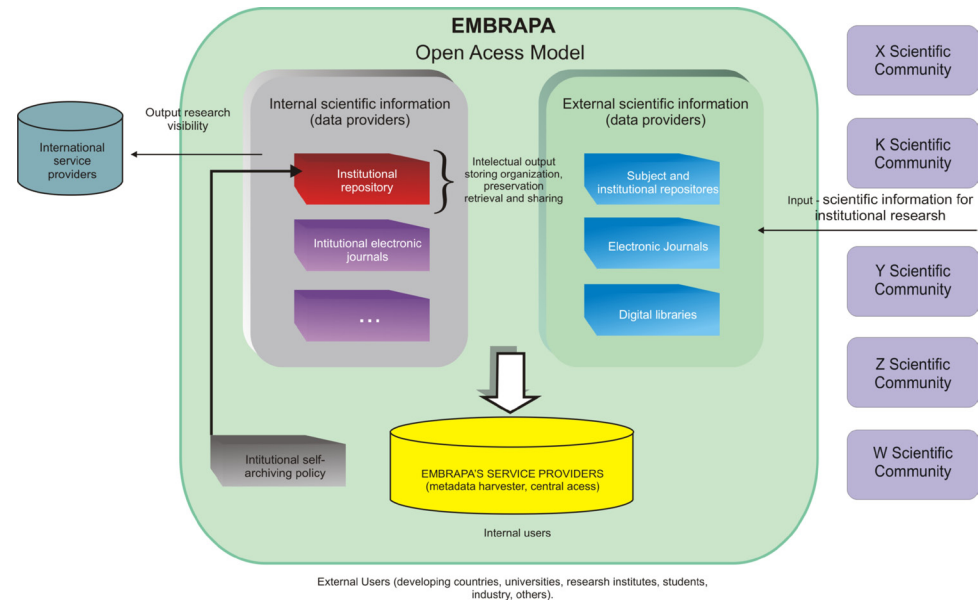 EMBRAPA
Open Acess Model
Internal scientific information
(data providers)
External scientific information
(data providers)
Output research
visibility
International
service
providers
Institutional
repository
Intelectual output
storing organization,
preservation
retrieval and sharing
Subject and
institutional repositores
Intitutional electronic
journals
Electronic Journals
...
Digital libraries
Input - scientific information for
institutional researsh
X Scientific
Community
K Scientific
Community
Y Scientific
Community
Z Scientific
Community
W Scientific
Community
Intitutional self-
archiving policy
EMBRAPA'S SERVICE PROVIDERS
(metadata harvester, central acess)
Internal users
External Users (developing countries, universities, researsh institutes, students,
industry, others).